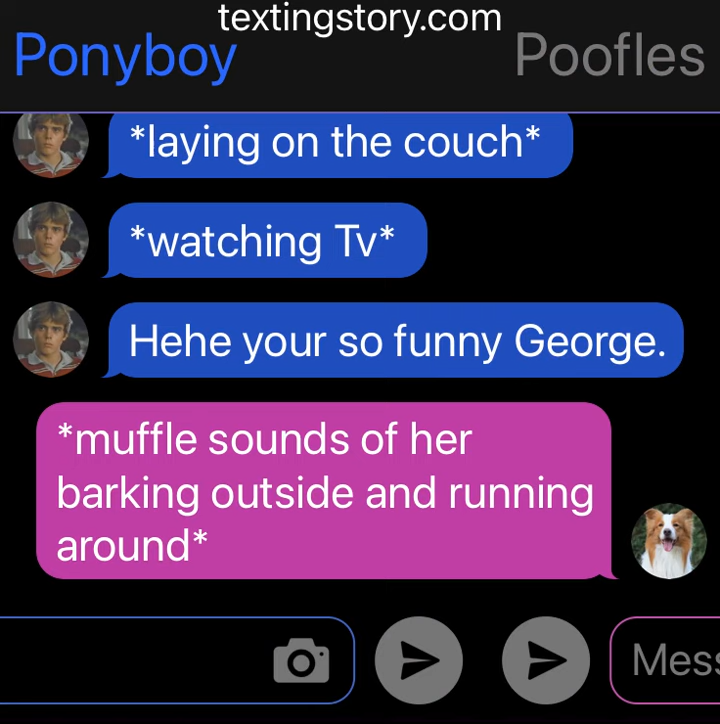 textingstory.com
Ponyboy
Poofles
*laying on the couch*
*watching Tv*
Hehe your so funny George.
*muffle sounds of her
barking outside and running
around*
Mess